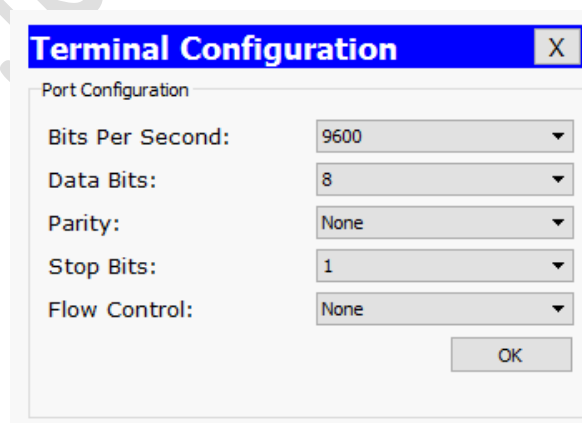 Terminal Configuration X
Port Configuration
Bits Per Second: 9600
Data Bits: 8
Parity: None
Stop Bits: 1
Flow Control: None
OK